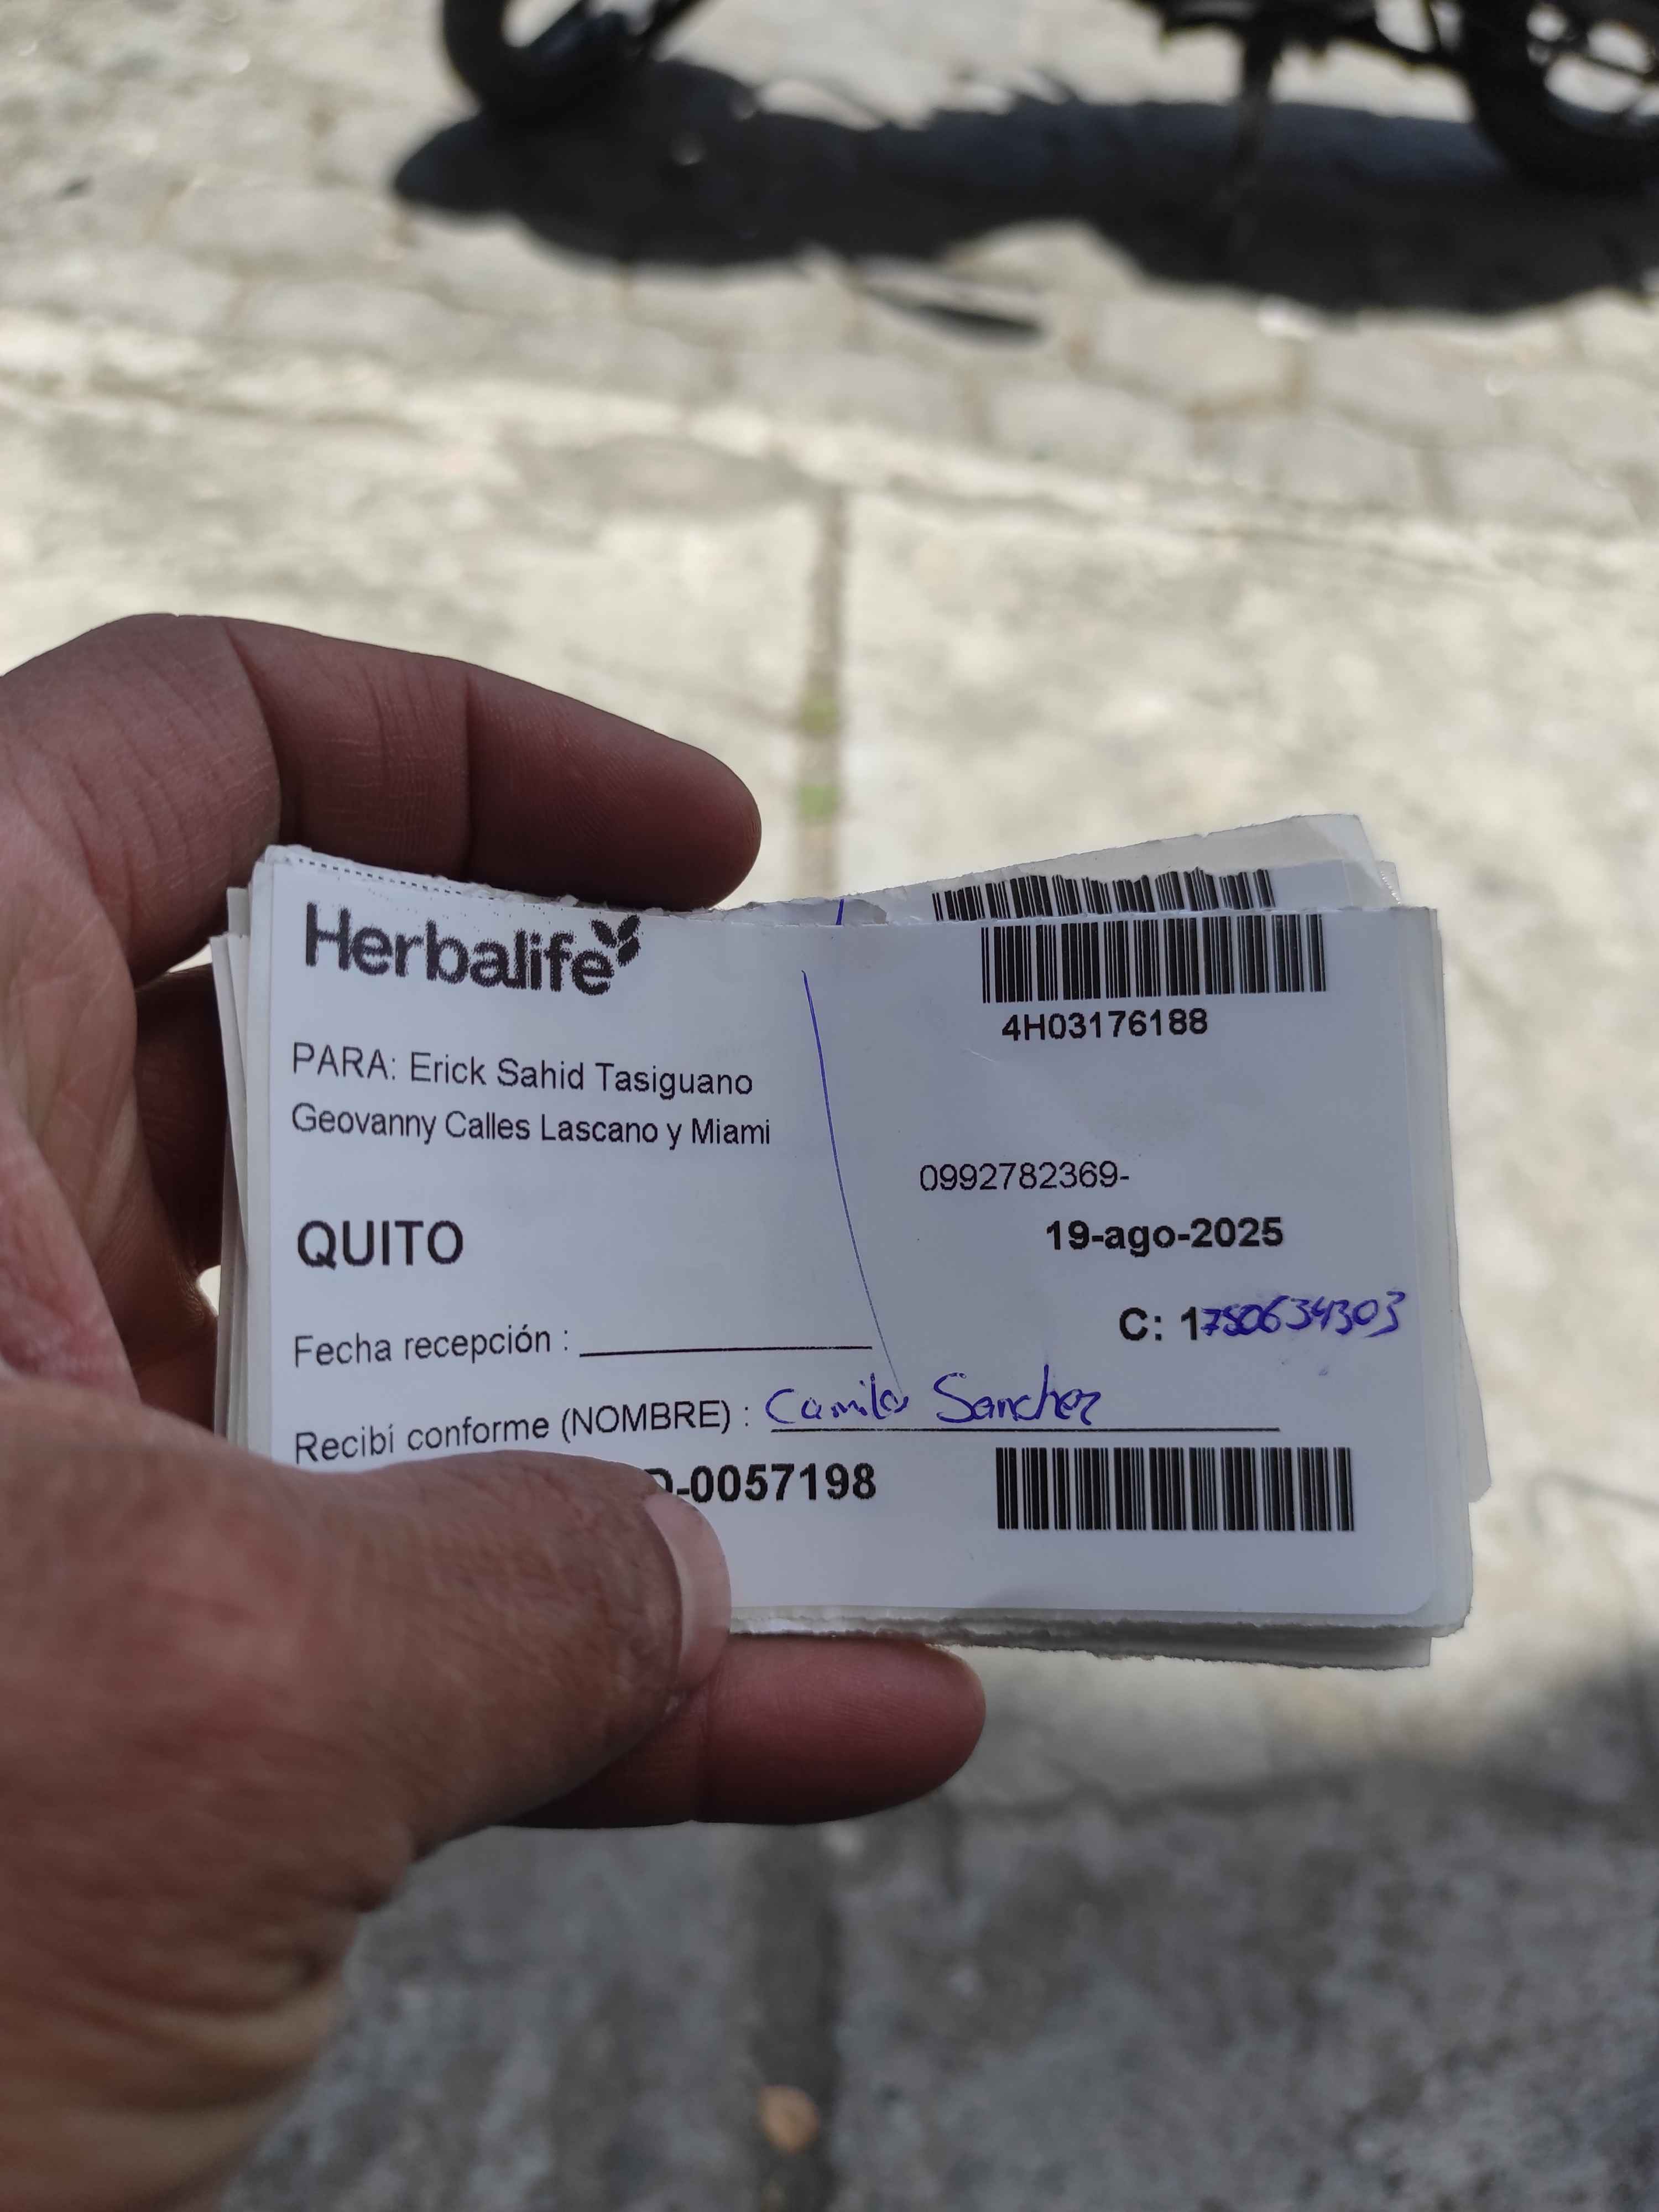 Herbalife
4H03176188
PARA: Erick Sahid Tasiguano
Geovanny Calles Lascano y Miami
0992782369-
QUITO
19-ago-2025
Fecha recepción :
C: 1750634303
Recibí conforme (NOMBRE) : Camila Sanchez
D-0057198